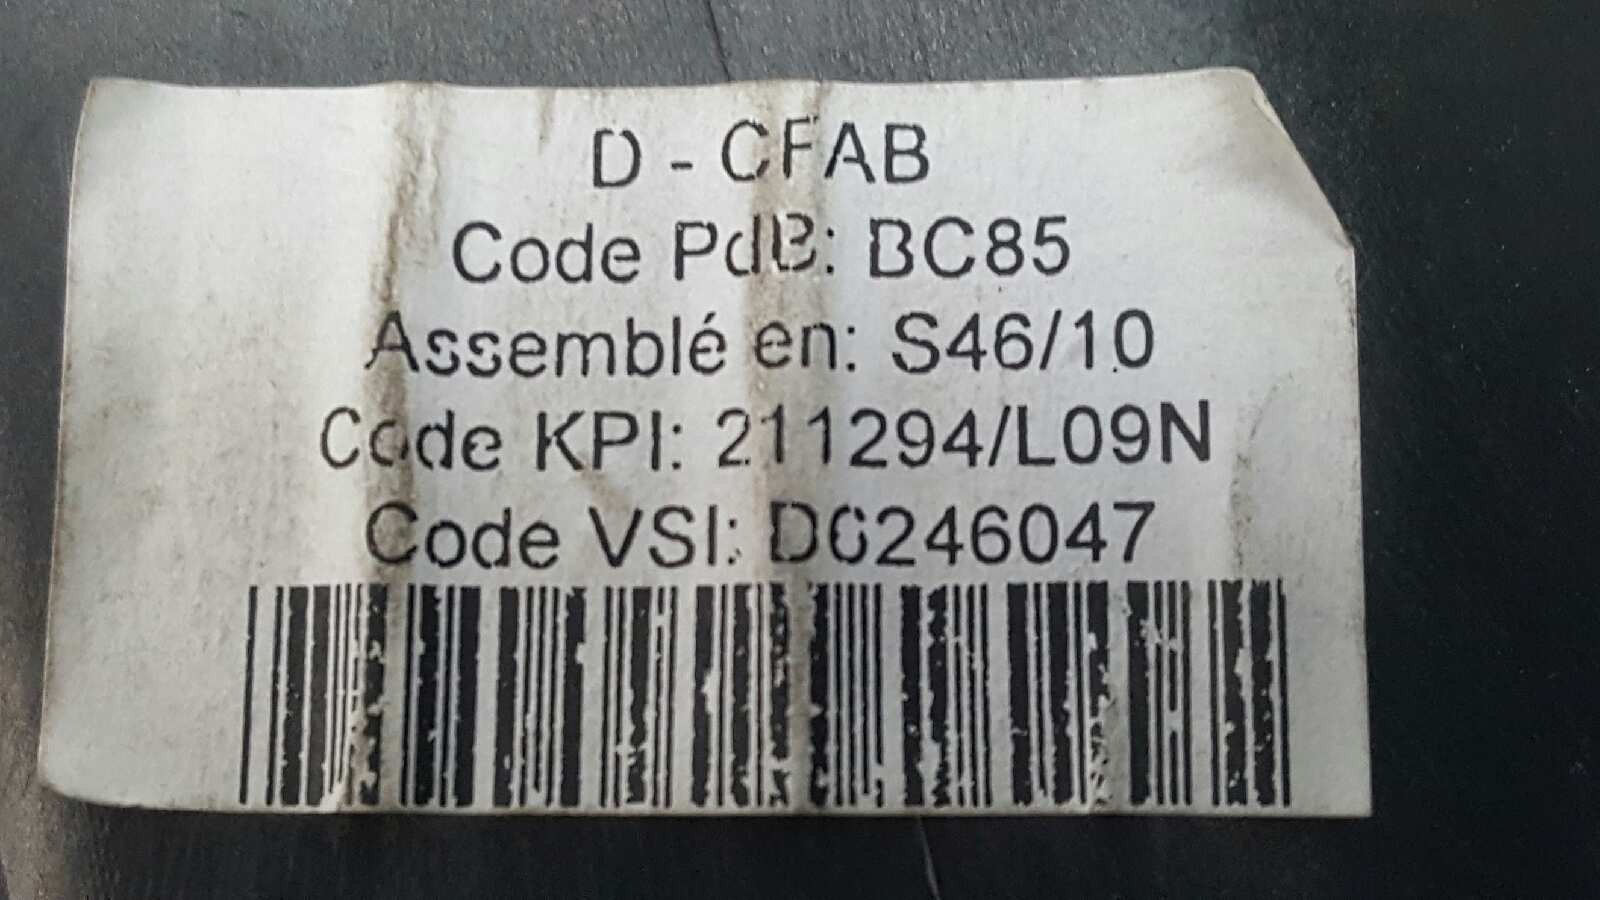 D - CFAB
Code PdB: BC85
Assemblé en: S46/10
Code KPI: 211294/L09N
Code VSI: D0246047